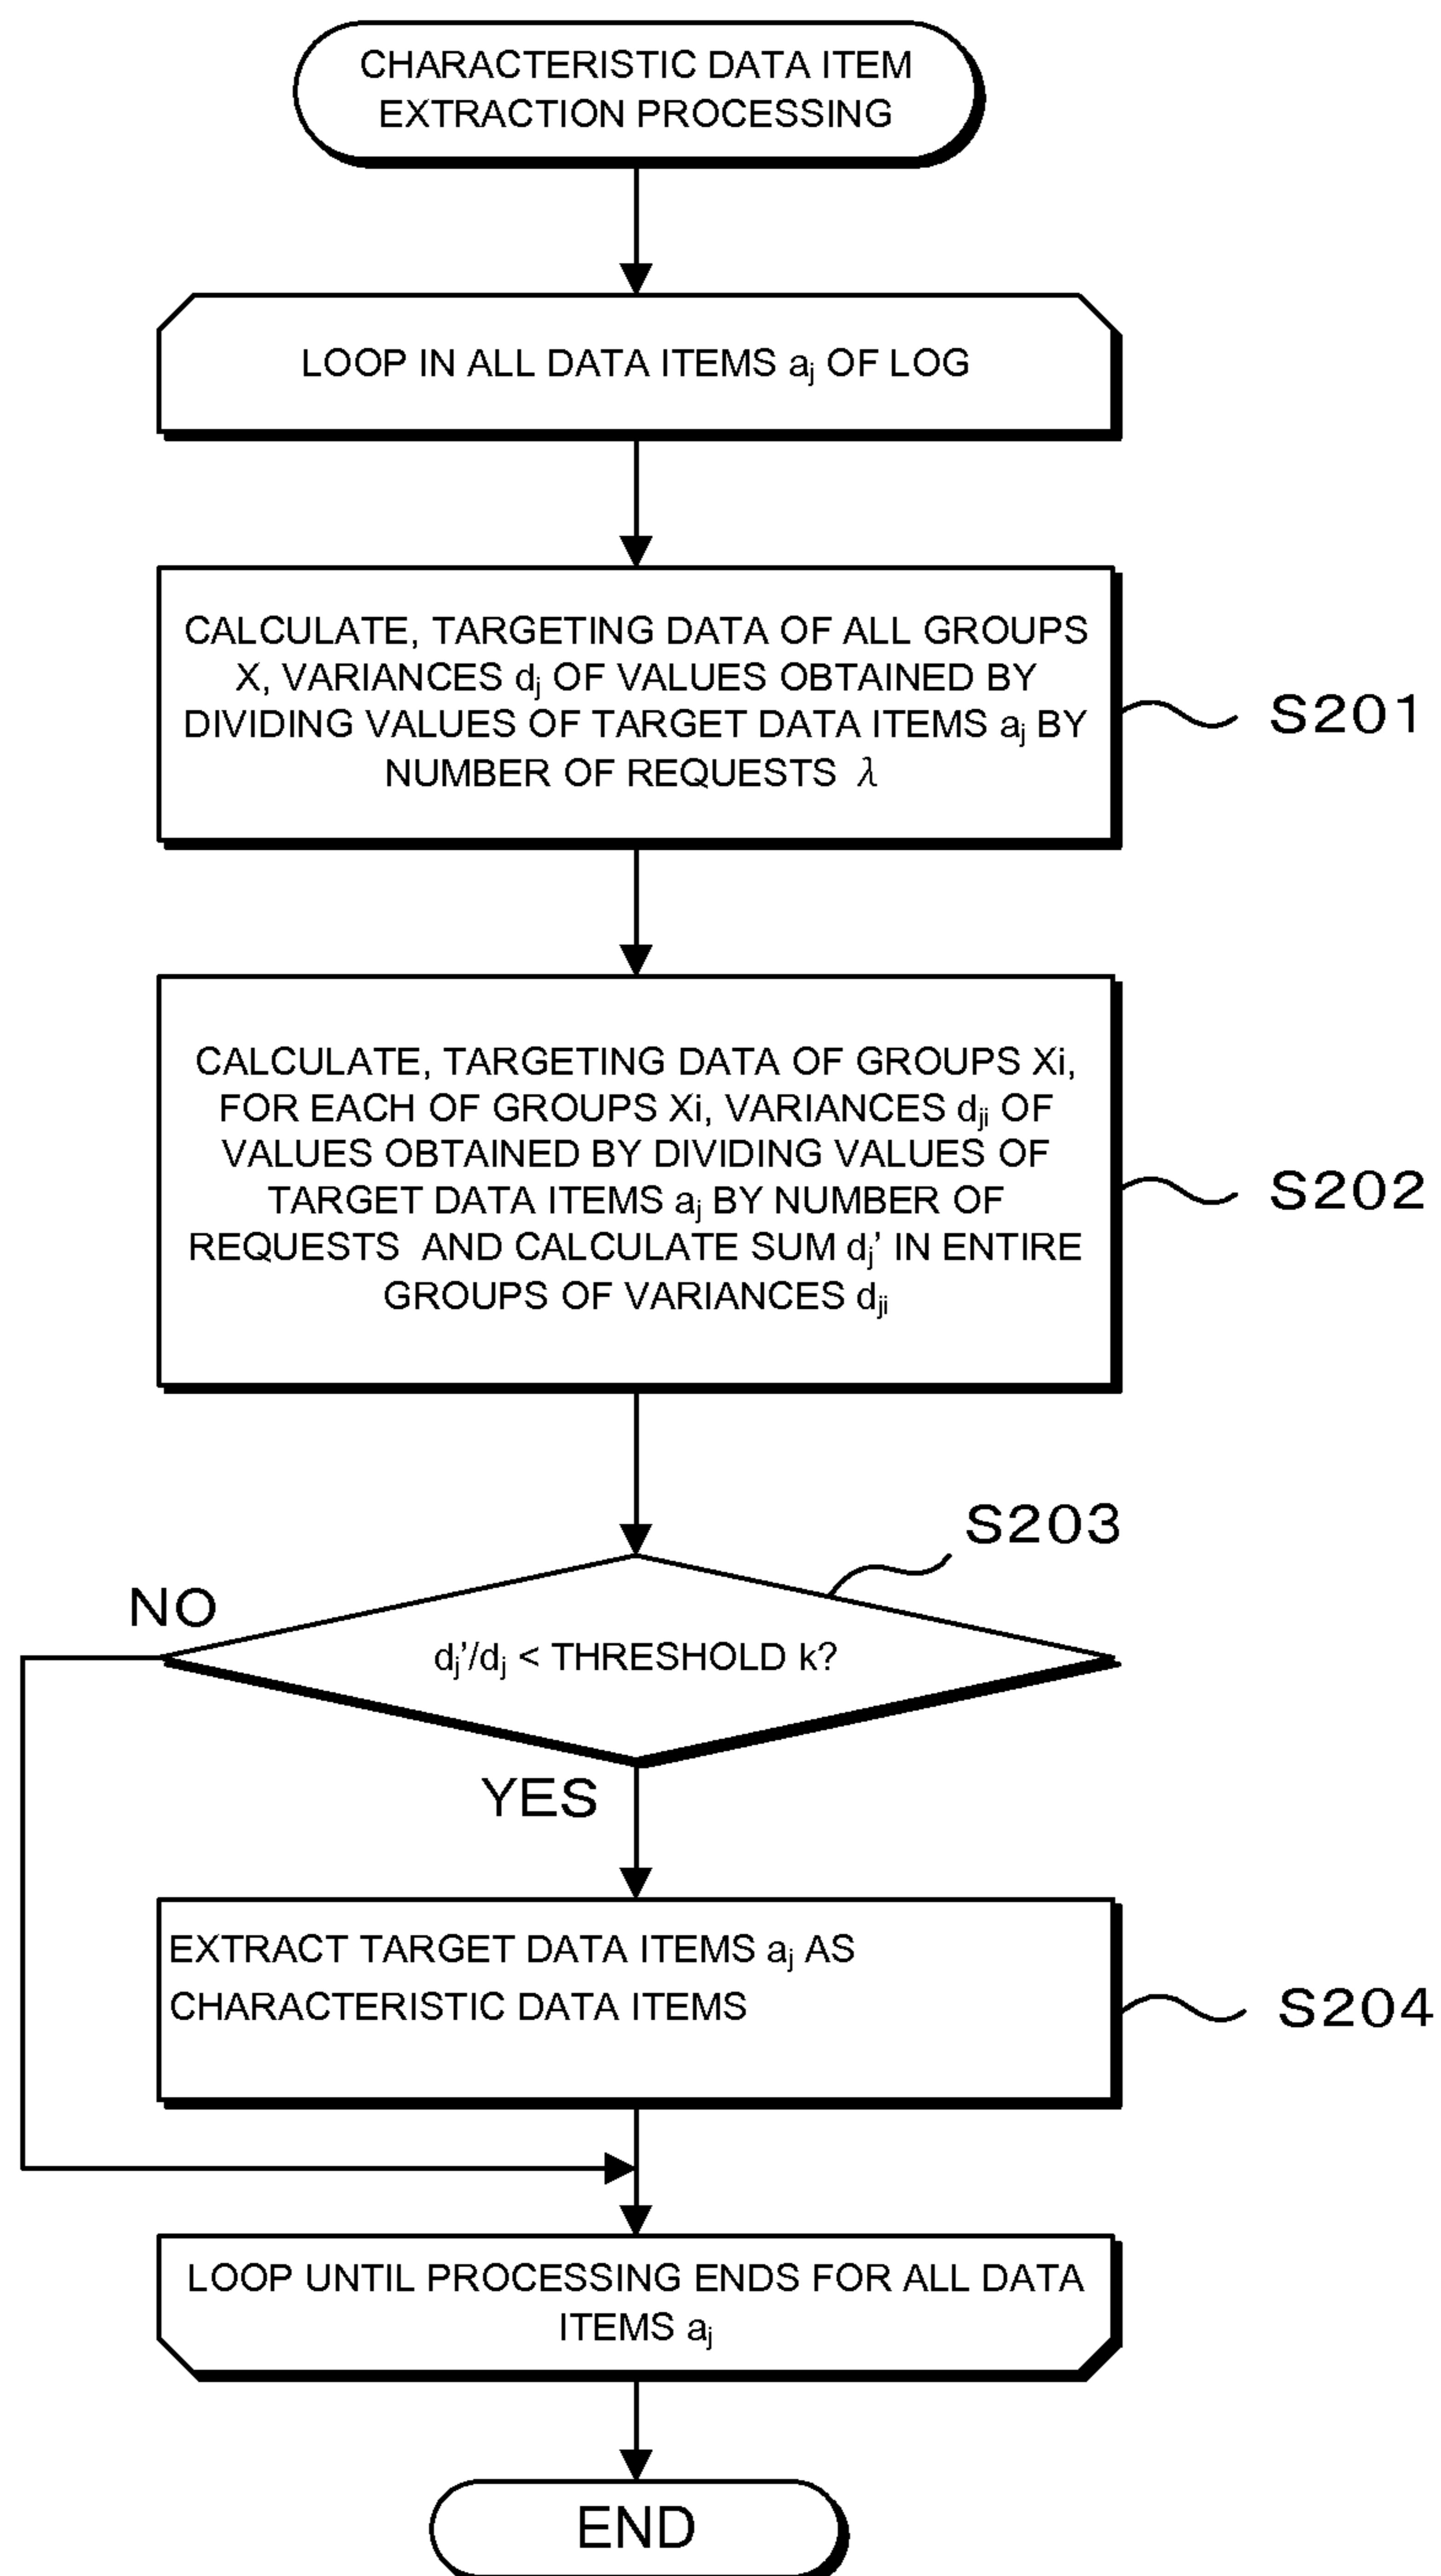 CHARACTERISTIC DATA ITEM
EXTRACTION PROCESSING
LOOP IN ALL DATA ITEMS aj OF LOG
CALCULATE, TARGETING DATA OF ALL GROUPS
X, VARIANCES dj OF VALUES OBTAINED BY
DIVIDING VALUES OF TARGET DATA ITEMS aj BY
NUMBER OF REQUESTS λ
S201
CALCULATE, TARGETING DATA OF GROUPS Xi,
FOR EACH OF GROUPS Xi, VARIANCES dji OF
VALUES OBTAINED BY DIVIDING VALUES OF
TARGET DATA ITEMS aj BY NUMBER OF
REQUESTS AND CALCULATE SUM dj’ IN ENTIRE
GROUPS OF VARIANCES dji
S202
S203
NO
dj’/dj < THRESHOLD k?
YES
EXTRACT TARGET DATA ITEMS aj AS
CHARACTERISTIC DATA ITEMS
S204
LOOP UNTIL PROCESSING ENDS FOR ALL DATA
ITEMS aj
END